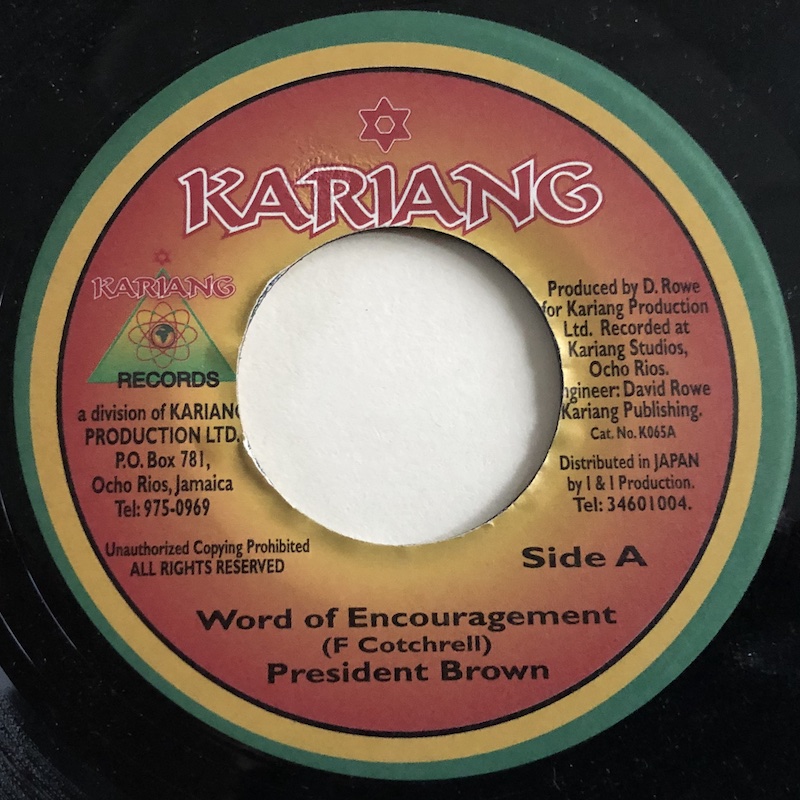 KARIANG
KARIANG
RECORDS
a division of KARIANG
PRODUCTION LTD.
P.O. Box 781,
Ocho Rios, Jamaica
Tel: 975-0969
Unauthorized Copying Prohibited
ALL RIGHTS RESERVED
Produced by D. Rowe
for Kariang Production
Ltd. Recorded at
Kariang Studios,
Ocho Rios.
ngineer: David Rowe
Kariang Publishing.
Cat. No. K065A
Distributed in JAPAN
by I & I Production.
Tel: 34601004.
Side A
Word of Encouragement
(F Cotchrell)
President Brown